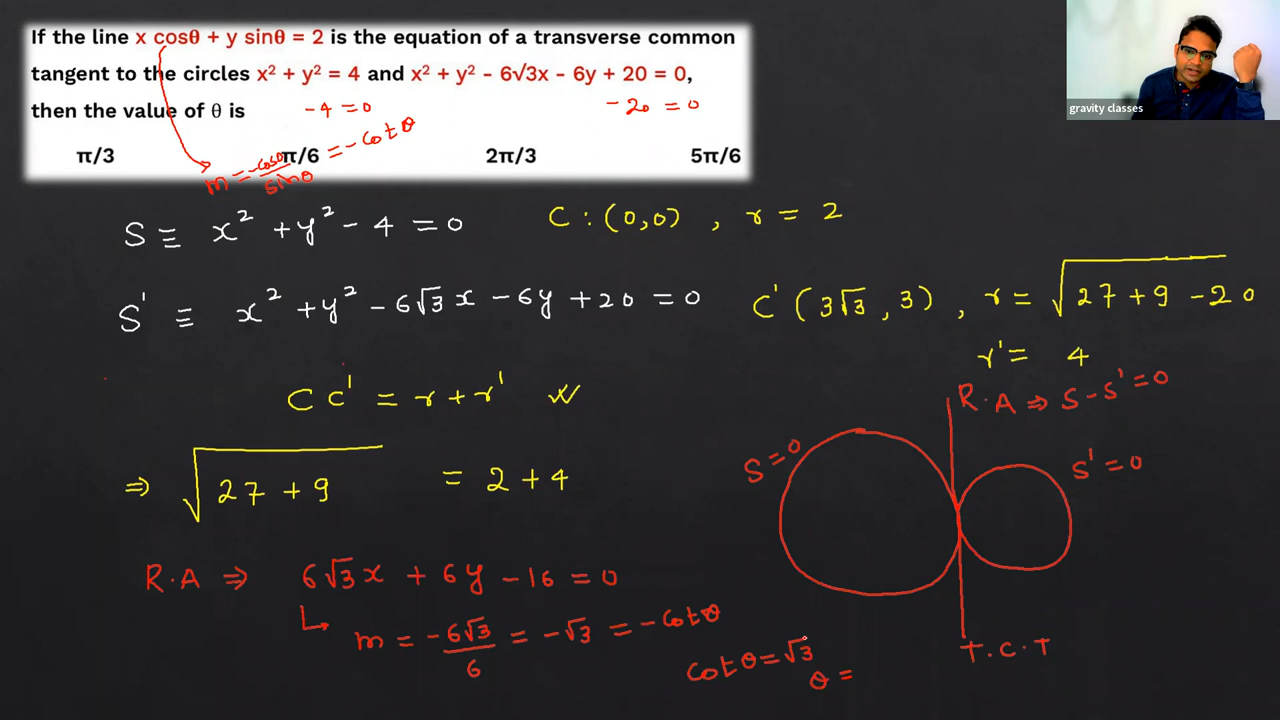 If the line x cosθ + y sinθ = 2 is the equation of a transverse common
tangent to the circles x² + y² = 4 and x² + y² - 6√3x - 6y + 20 = 0,
then the value of θ is
-4 = 0
-20 = 0
π/3 π/6 2π/3 5π/6
m = -cosθ/sinθ = -cotθ
gravity classes
S ≡ x² + y² - 4 = 0 C : (0,0) , r = 2
S' ≡ x² + y² - 6√3 x - 6y + 20 = 0 C' (3√3 , 3) , r = √27 + 9 - 20
r' = 4
C C' = r + r'
R.A ⇒ S - S' = 0
S = 0
S' = 0
⇒ √27 + 9 = 2 + 4
R.A ⇒ 6√3 x + 6y - 16 = 0
m = -6√3/6 = -√3 = -cotθ
cotθ = √3
θ =
T.C.T